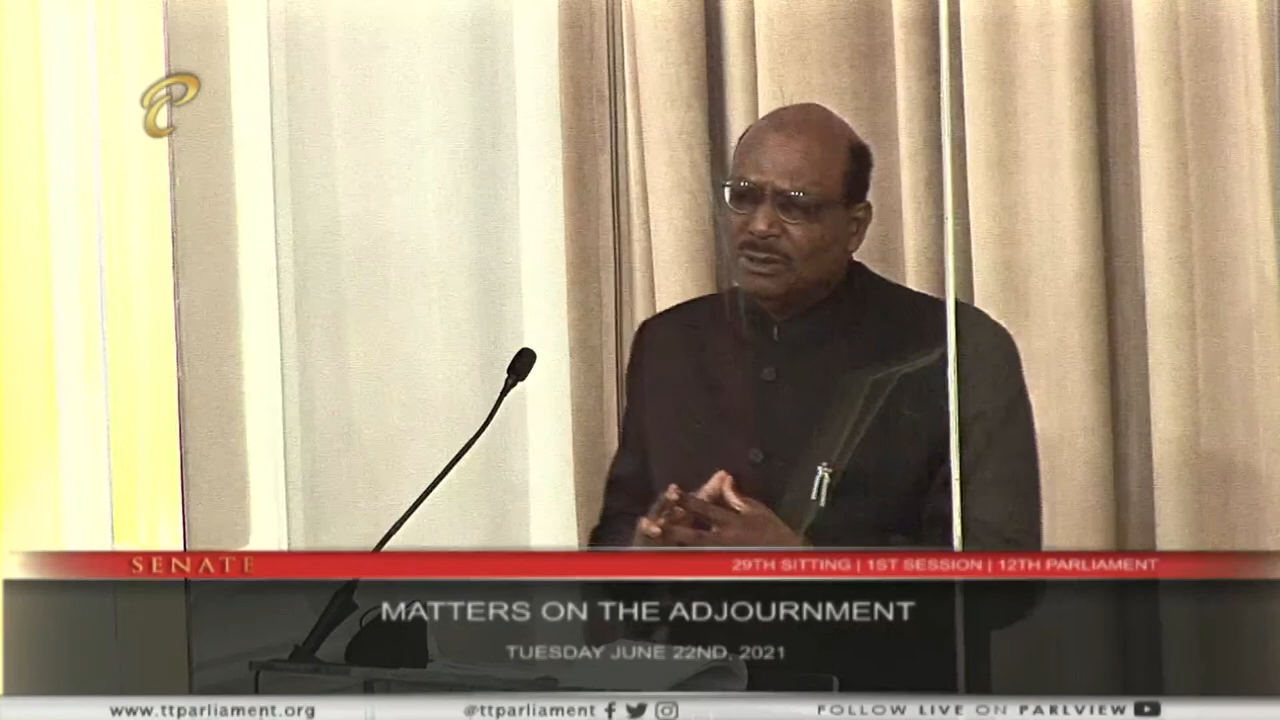 SENATE
29TH SITTING | 1ST SESSION | 12TH PARLIAMENT
MATTERS ON THE ADJOURNMENT
TUESDAY JUNE 22ND, 2021
www.ttparliament.org
@ttparliament
FOLLOW LIVE ON PARLVIEW